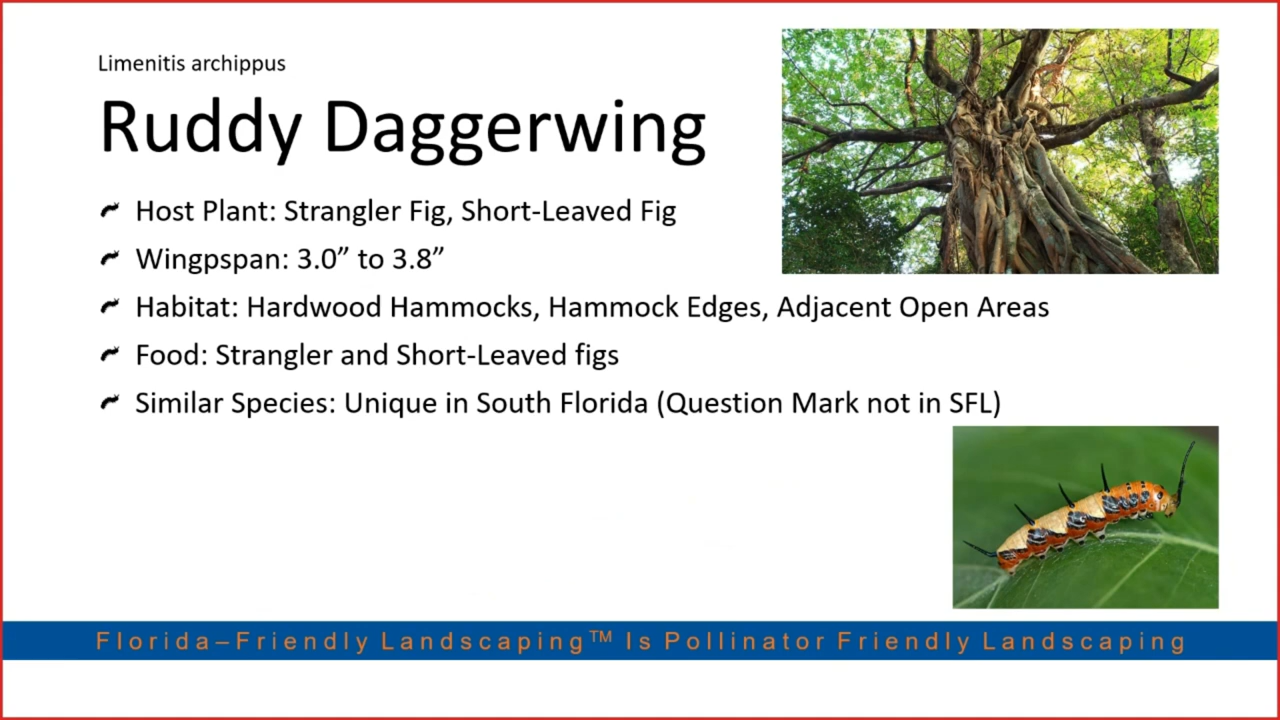 Limenitis archippus
Ruddy Daggerwing
Host Plant: Strangler Fig, Short-Leaved Fig
Wingpspan: 3.0” to 3.8”
Habitat: Hardwood Hammocks, Hammock Edges, Adjacent Open Areas
Food: Strangler and Short-Leaved figs
Similar Species: Unique in South Florida (Question Mark not in SFL)
Florida–Friendly Landscaping™ Is Pollinator Friendly Landscaping